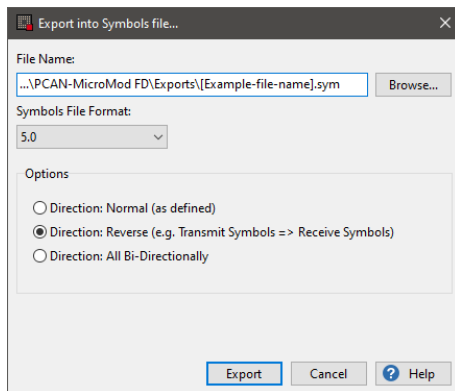 Export into Symbols file...
File Name:
...\PCAN-MicroMod FD\Exports\[Example-file-name].sym
Browse...
Symbols File Format:
5.0
Options
Direction: Normal (as defined)
Direction: Reverse (e.g. Transmit Symbols => Receive Symbols)
Direction: All Bi-Directionally
Export
Cancel
? Help